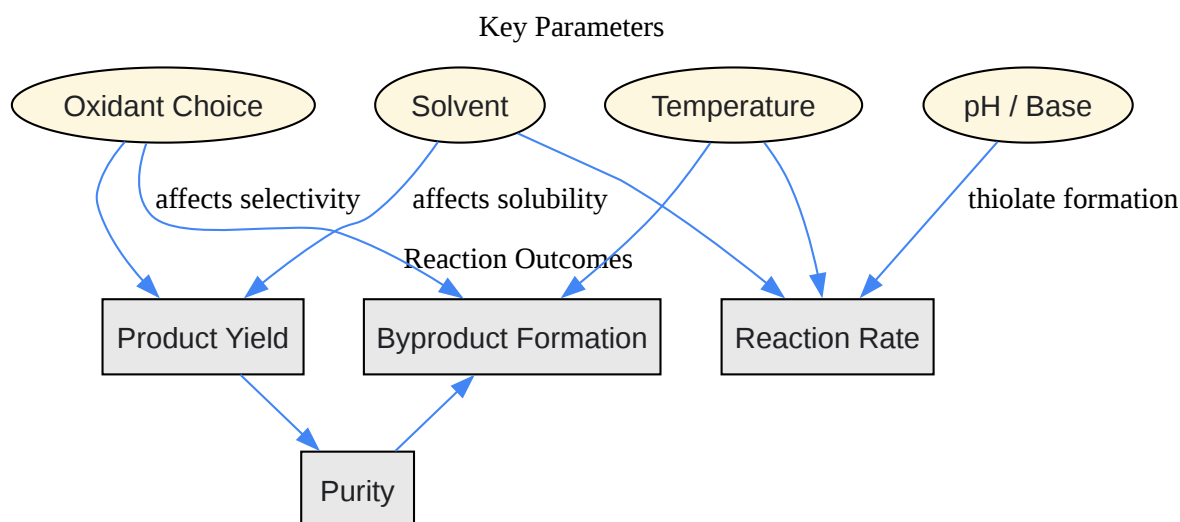 Key Parameters
Oxidant Choice
Solvent
Temperature
pH / Base
affects selectivity
affects solubility
thiolate formation
Reaction Outcomes
Product Yield
Byproduct Formation
Reaction Rate
Purity